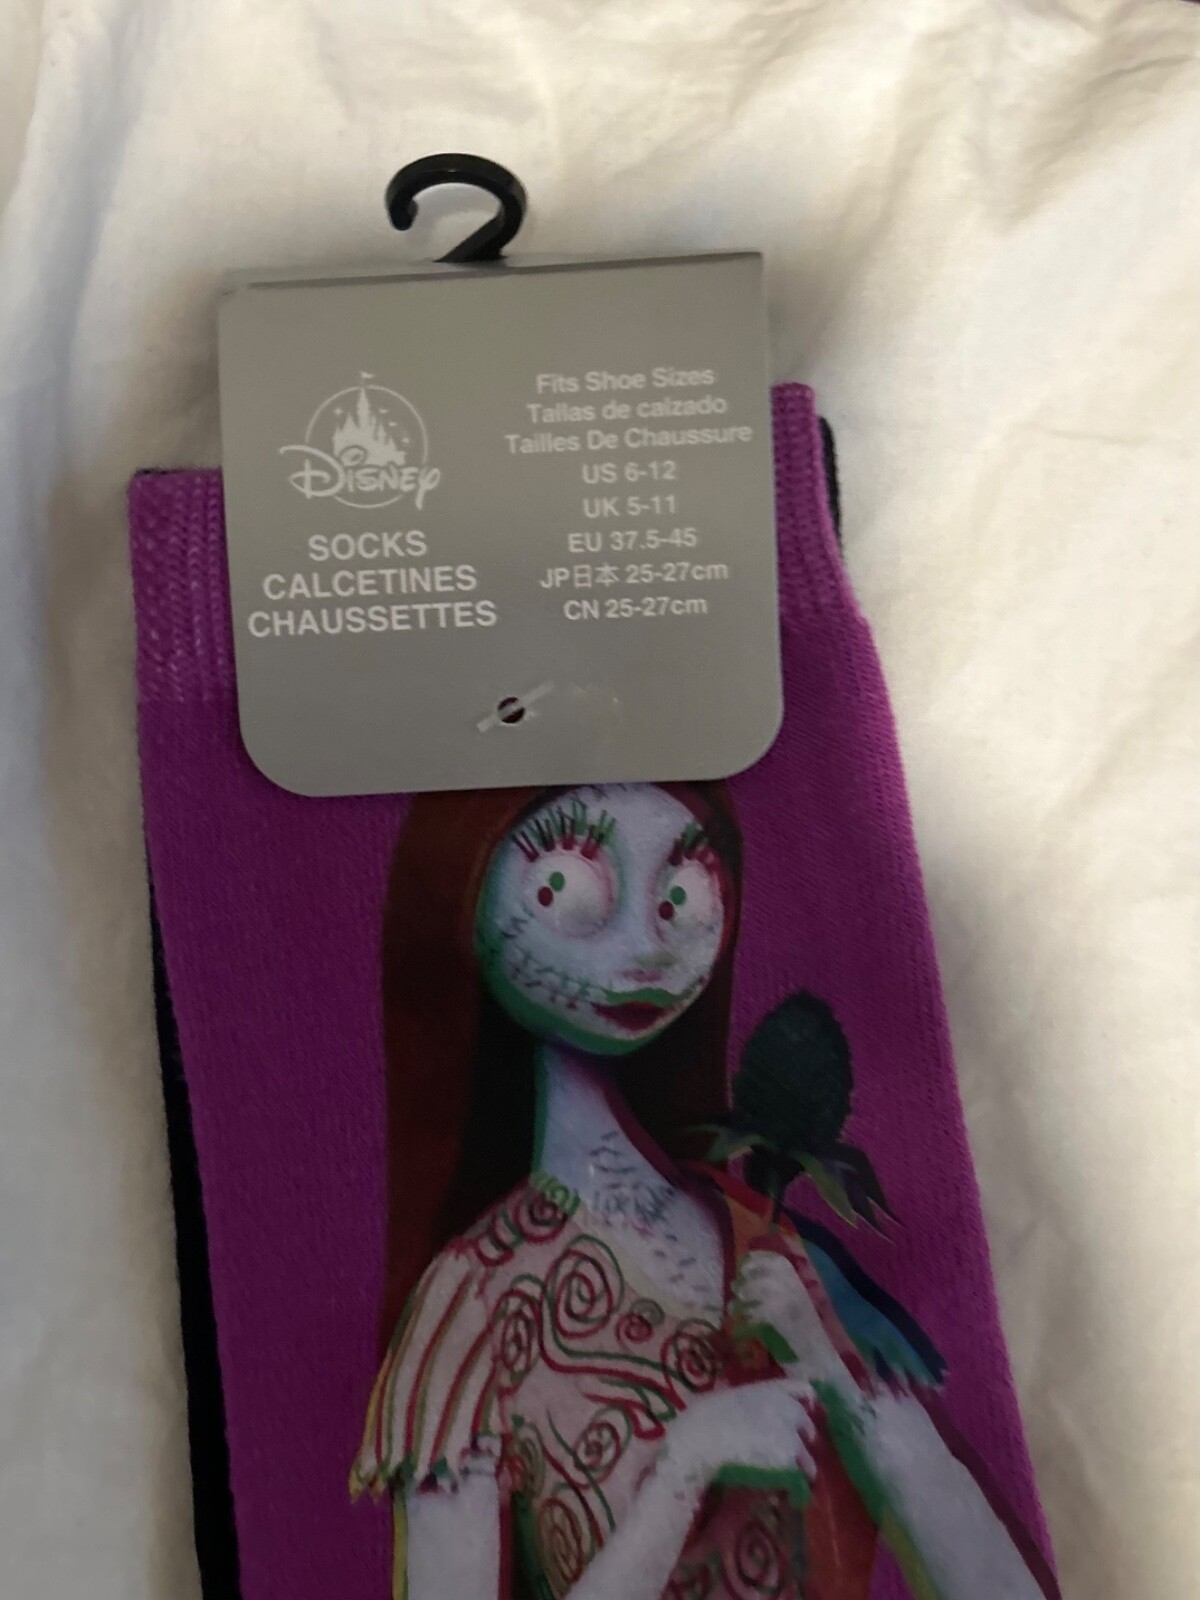 Disney
SOCKS
CALCETINES
CHAUSSETTES
Fits Shoe Sizes
Tallas de calzado
Tailles De Chaussure
US 6-12
UK 5-11
EU 37.5-45
JP日本 25-27cm
CN 25-27cm